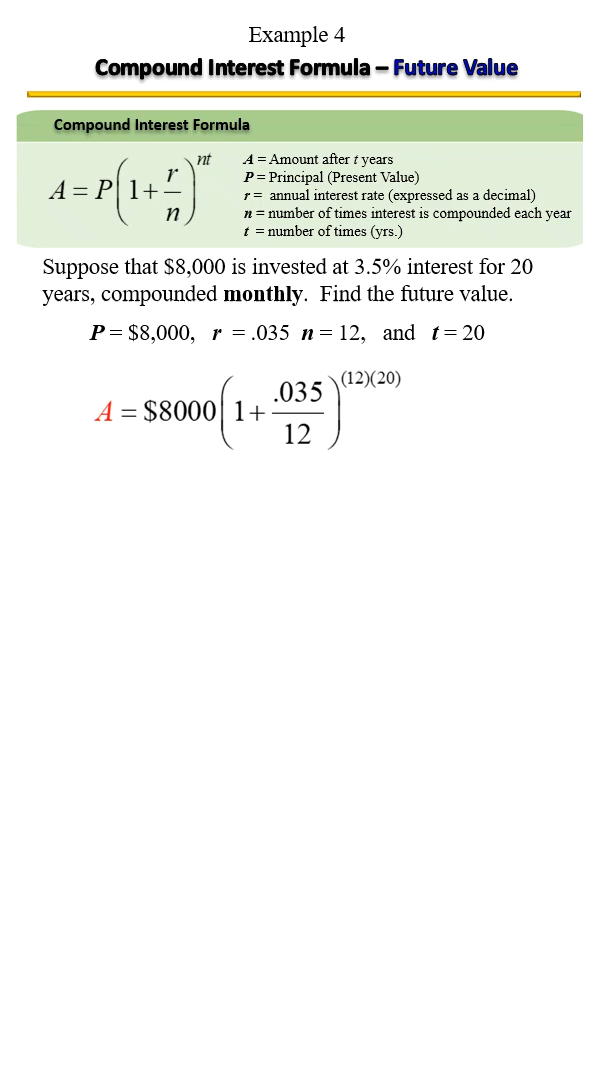 Example 4
Compound Interest Formula – Future Value
Compound Interest Formula
A = P(1 + r/n)^nt
A = Amount after t years
P = Principal (Present Value)
r = annual interest rate (expressed as a decimal)
n = number of times interest is compounded each year
t = number of times (yrs.)
Suppose that $8,000 is invested at 3.5% interest for 20
years, compounded monthly. Find the future value.
P = $8,000, r = .035 n = 12, and t = 20
A = $8000(1 + .035/12)^(12)(20)